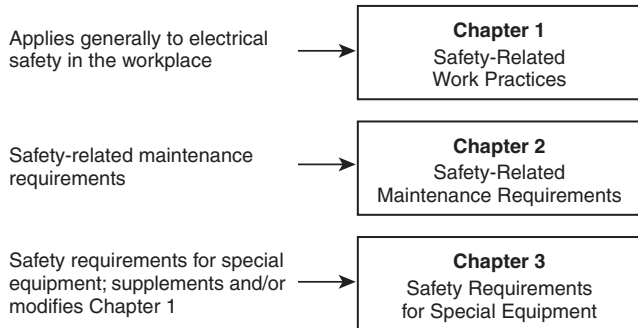 Applies generally to electrical
safety in the workplace
Chapter 1
Safety-Related
Work Practices
Safety-related maintenance
requirements
Chapter 2
Safety-Related
Maintenance Requirements
Safety requirements for special
equipment; supplements and/or
modifies Chapter 1
Chapter 3
Safety Requirements
for Special Equipment